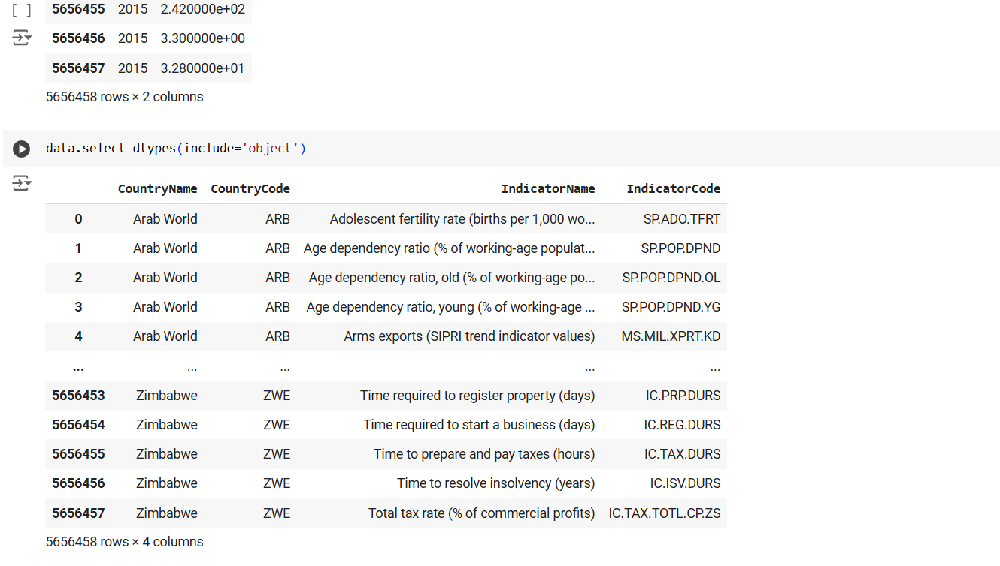 [ ] 5656455 2015 2.420000e+02
5656456 2015 3.300000e+00
5656457 2015 3.280000e+01
5656458 rows × 2 columns
data.select_dtypes(include='object')
CountryName CountryCode IndicatorName IndicatorCode
0 Arab World ARB Adolescent fertility rate (births per 1,000 wo... SP.ADO.TFRT
1 Arab World ARB Age dependency ratio (% of working-age populat... SP.POP.DPND
2 Arab World ARB Age dependency ratio, old (% of working-age po... SP.POP.DPND.OL
3 Arab World ARB Age dependency ratio, young (% of working-age ... SP.POP.DPND.YG
4 Arab World ARB Arms exports (SIPRI trend indicator values) MS.MIL.XPRT.KD
... ... ... ... ...
5656453 Zimbabwe ZWE Time required to register property (days) IC.PRP.DURS
5656454 Zimbabwe ZWE Time required to start a business (days) IC.REG.DURS
5656455 Zimbabwe ZWE Time to prepare and pay taxes (hours) IC.TAX.DURS
5656456 Zimbabwe ZWE Time to resolve insolvency (years) IC.ISV.DURS
5656457 Zimbabwe ZWE Total tax rate (% of commercial profits) IC.TAX.TOTL.CP.ZS
5656458 rows × 4 columns